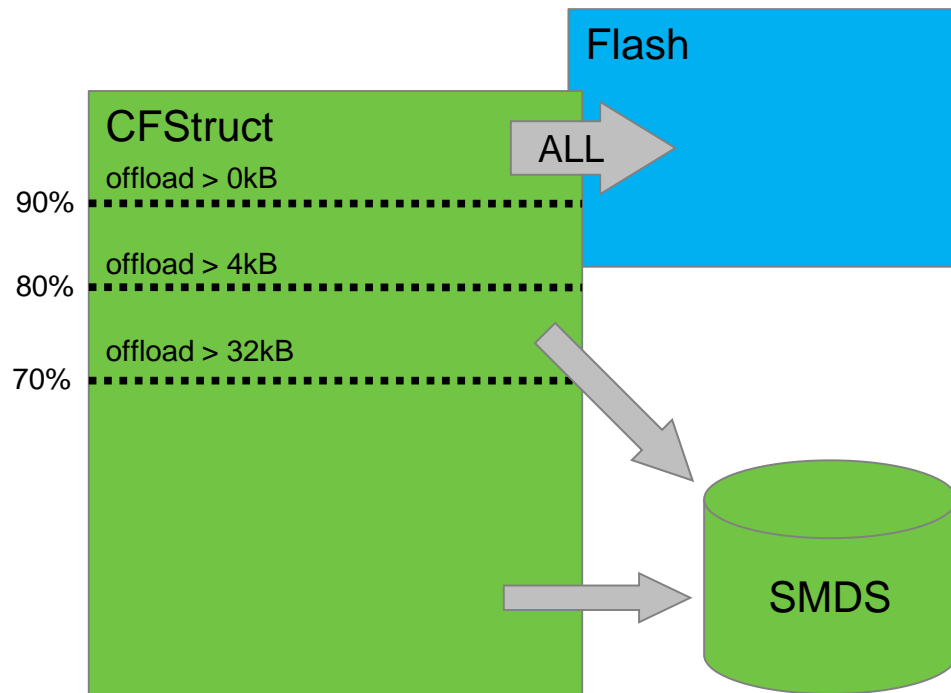 Flash
CFStruct
ALL
offload > 0kB
90%
offload > 4kB
80%
offload > 32kB
70%
SMDS